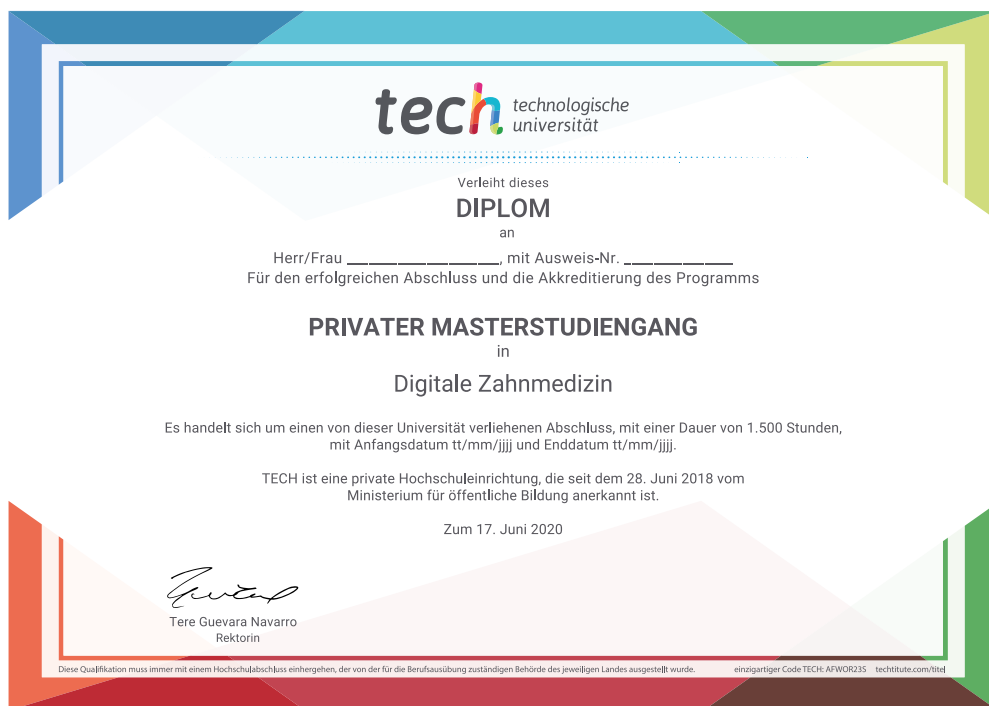 tech technologische
universität
Verleiht dieses
DIPLOM
an
Herr/Frau ____________________, mit Ausweis-Nr. ______________
Für den erfolgreichen Abschluss und die Akkreditierung des Programms
PRIVATER MASTERSTUDIENGANG
in
Digitale Zahnmedizin
Es handelt sich um einen von dieser Universität verliehenen Abschluss, mit einer Dauer von 1.500 Stunden,
mit Anfangsdatum tt/mm/jjjj und Enddatum tt/mm/jjjj.
TECH ist eine private Hochschuleinrichtung, die seit dem 28. Juni 2018 vom
Ministerium für öffentliche Bildung anerkannt ist.
Zum 17. Juni 2020
Tere Guevara Navarro
Rektorin
Diese Qualifikation muss immer mit einem Hochschulabschluss einhergehen, der von der für die Berufsausübung zuständigen Behörde des jeweiligen Landes ausgestellt wurde. einzigartiger Code TECH: AFWOR23S techtitute.com/titel